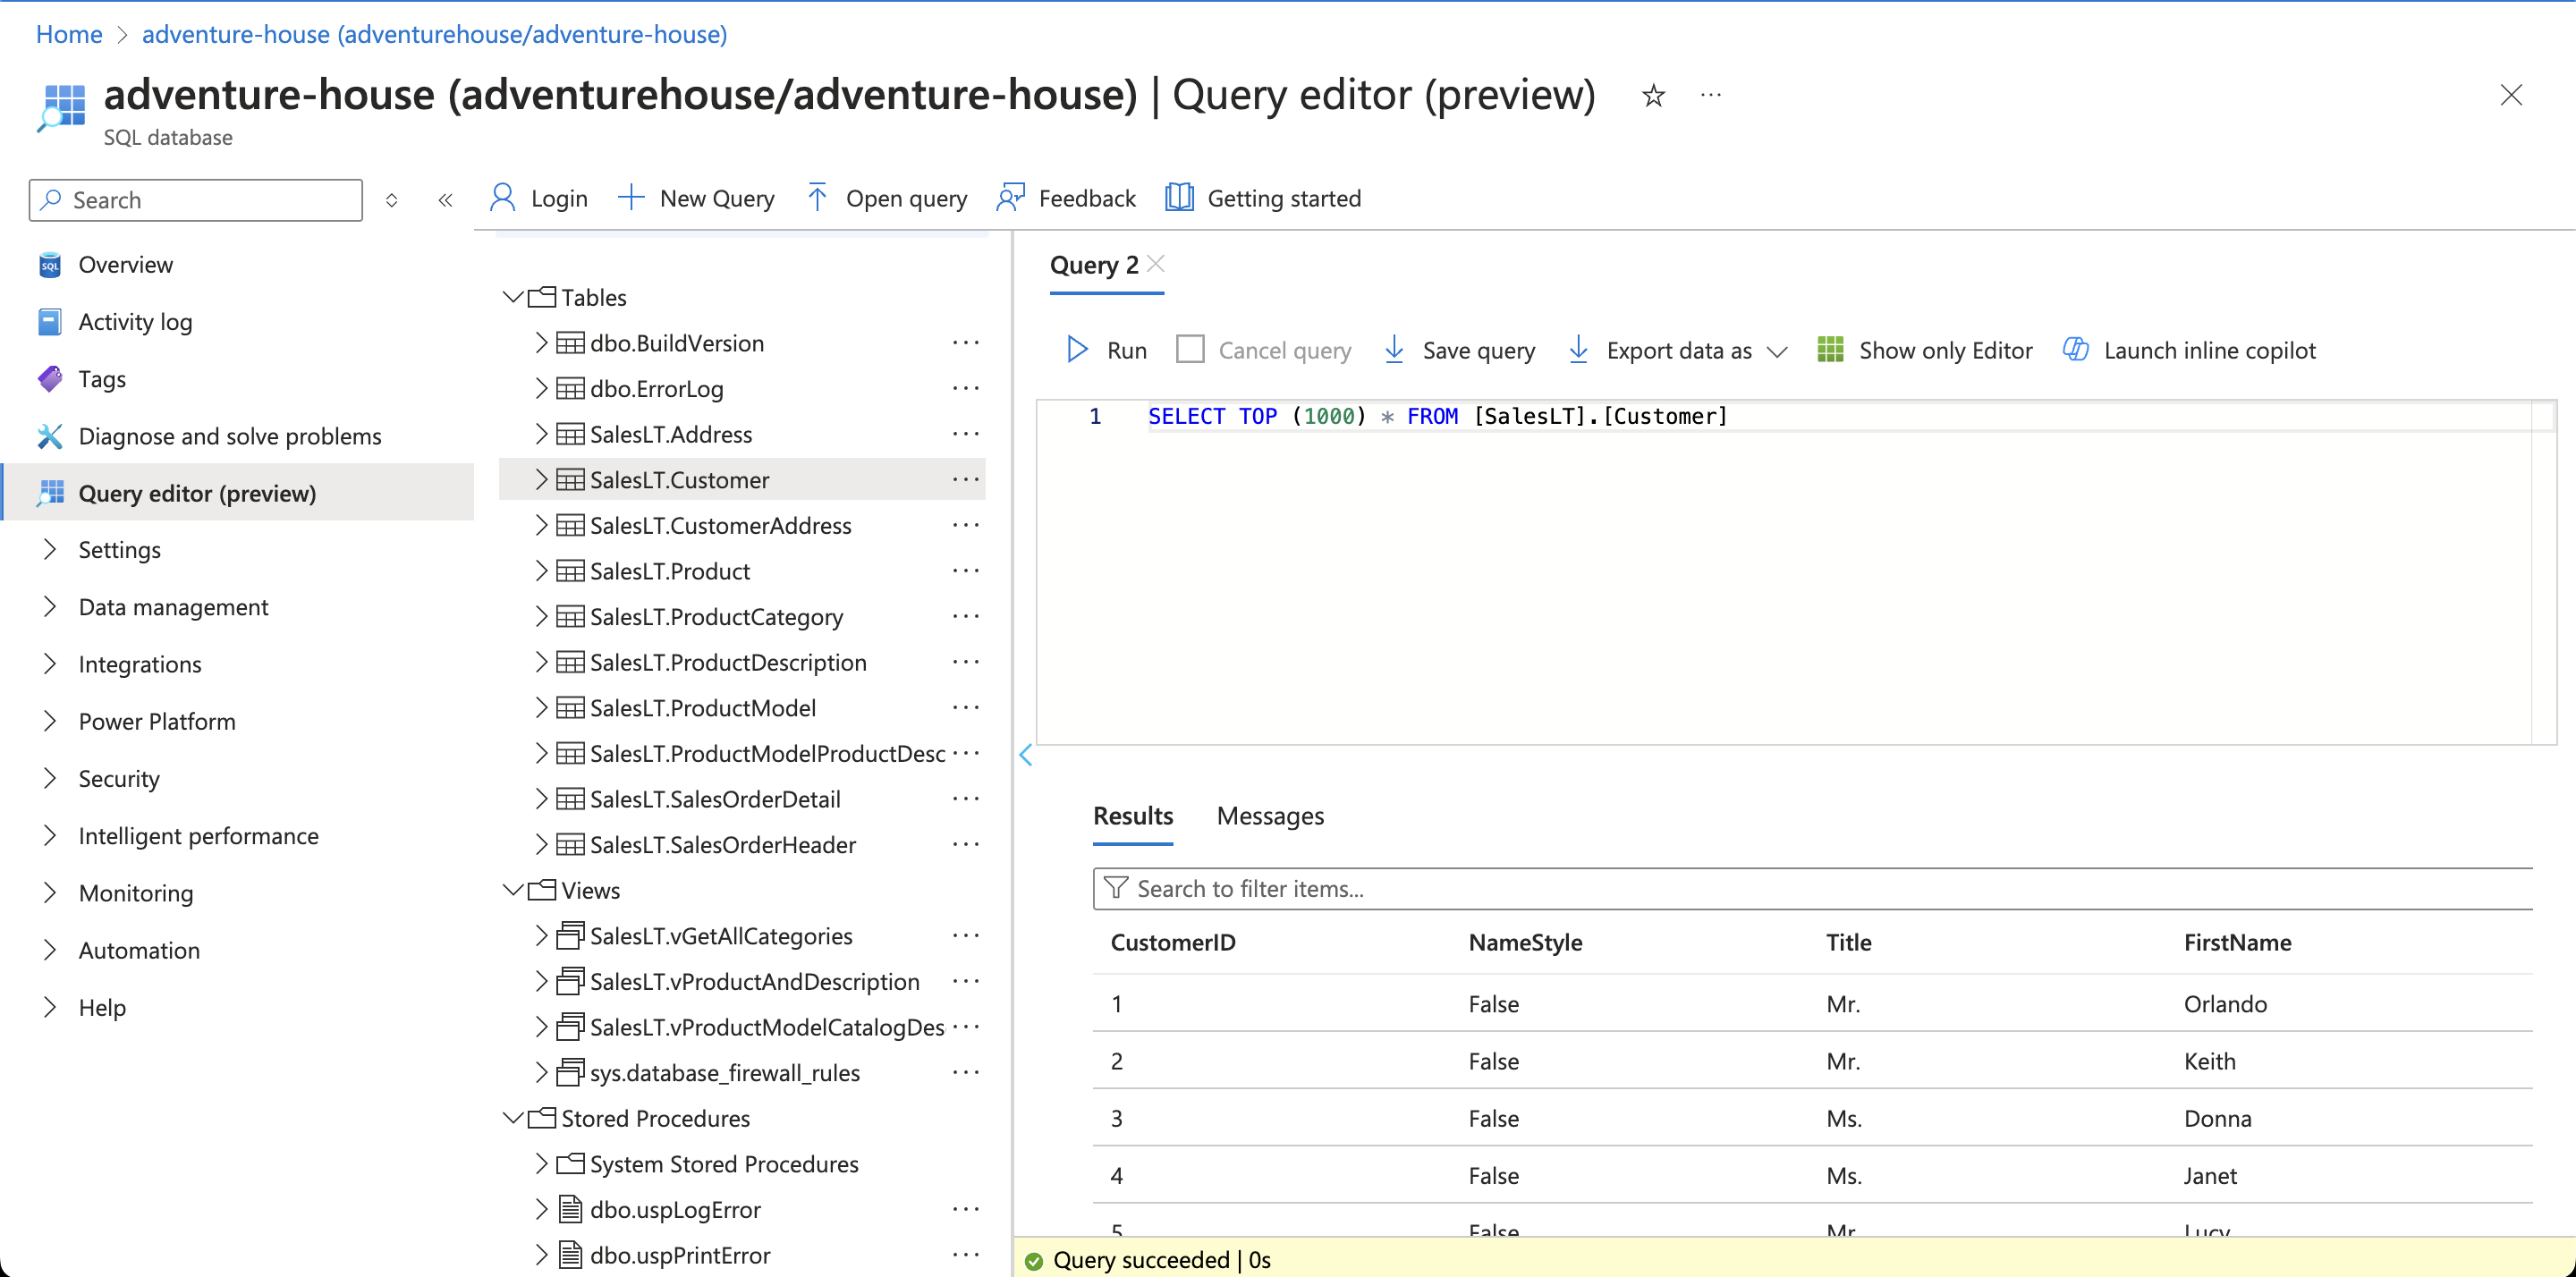 Home > adventure-house (adventurehouse/adventure-house)
adventure-house (adventurehouse/adventure-house) | Query editor (preview)
SQL database
Search
Overview
Activity log
Tags
Diagnose and solve problems
Query editor (preview)
Settings
Data management
Integrations
Power Platform
Security
Intelligent performance
Monitoring
Automation
Help
Login New Query Open query Feedback Getting started
Tables
dbo.BuildVersion
dbo.ErrorLog
SalesLT.Address
SalesLT.Customer
SalesLT.CustomerAddress
SalesLT.Product
SalesLT.ProductCategory
SalesLT.ProductDescription
SalesLT.ProductModel
SalesLT.ProductModelProductDesc
SalesLT.SalesOrderDetail
SalesLT.SalesOrderHeader
Views
SalesLT.vGetAllCategories
SalesLT.vProductAndDescription
SalesLT.vProductModelCatalogDes
sys.database_firewall_rules
Stored Procedures
System Stored Procedures
dbo.uspLogError
dbo.uspPrintError
Query 2
Run Cancel query Save query Export data as Show only Editor Launch inline copilot
1 SELECT TOP (1000) * FROM [SalesLT].[Customer]
Results Messages
Search to filter items...
CustomerID NameStyle Title FirstName
1 False Mr. Orlando
2 False Mr. Keith
3 False Ms. Donna
4 False Ms. Janet
5 False Mr. Lucy
Query succeeded | 0s